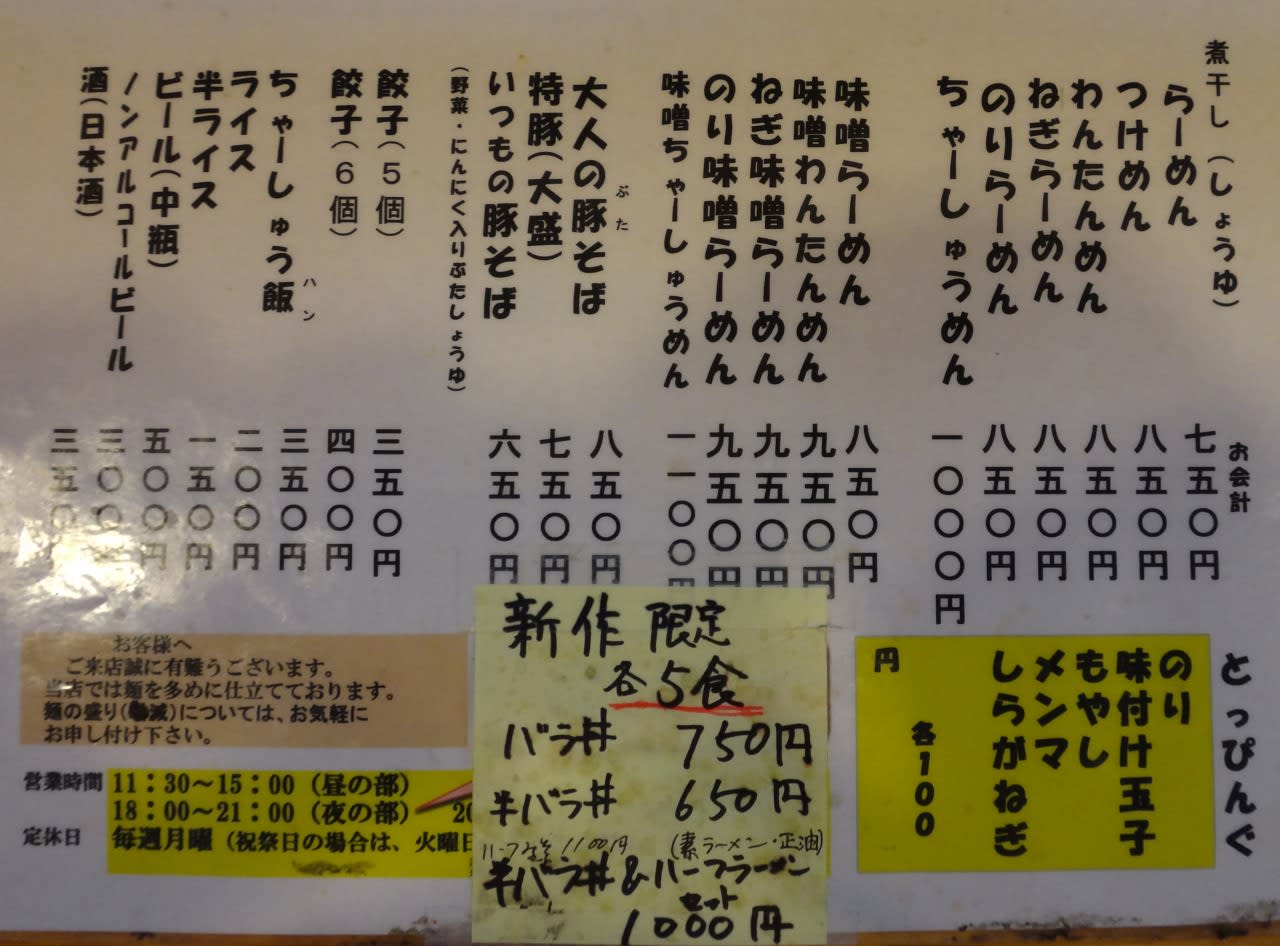 煮干し(しょうゆ)
らーめん
つけめん
わんたんめん
ねぎらーめん
のりらーめん
ちゃーしゅうめん
味噌らーめん
味噌わんたんめん
ねぎ味噌らーめん
のり味噌らーめん
味噌ちゃーしゅうめん
大人の豚そば
ぶた
特豚(大盛)
いつもの豚そば
(野菜・にんにく入りぶたしょうゆ)
餃子(5個)
餃子(6個)
ちゃーしゅう飯
ハン
ライス
半ライス
ビール(中瓶)
ノンアルコールビール
酒(日本酒)
お会計
七五〇円
八五〇円
八五〇円
八五〇円
八五〇円
一〇〇〇円
八五〇円
九五〇円
九五〇円
九五〇円
一一〇〇円
八五〇円
七五〇円
六五〇円
三五〇円
四〇〇円
三五〇円
二〇〇円
一五〇円
五〇〇円
三〇〇円
三五〇円
とっぴんぐ
のり
味付け玉子
もやし
メンマ
しらがねぎ
各100
円
新作限定
各5食
バラ丼 750円
半バラ丼 650円
(素ラーメン・正油)
半バラ丼&ハーフラーメン
セット
1000円
お客様へ
ご来店誠に有難うございます。
当店では麺を多めに仕立てております。
麺の盛り(減)については、お気軽に
お申し付け下さい。
営業時間 11：30～15：00(昼の部)
18：00～21：00(夜の部) 20
定休日 毎週月曜(祝祭日の場合は、火曜日